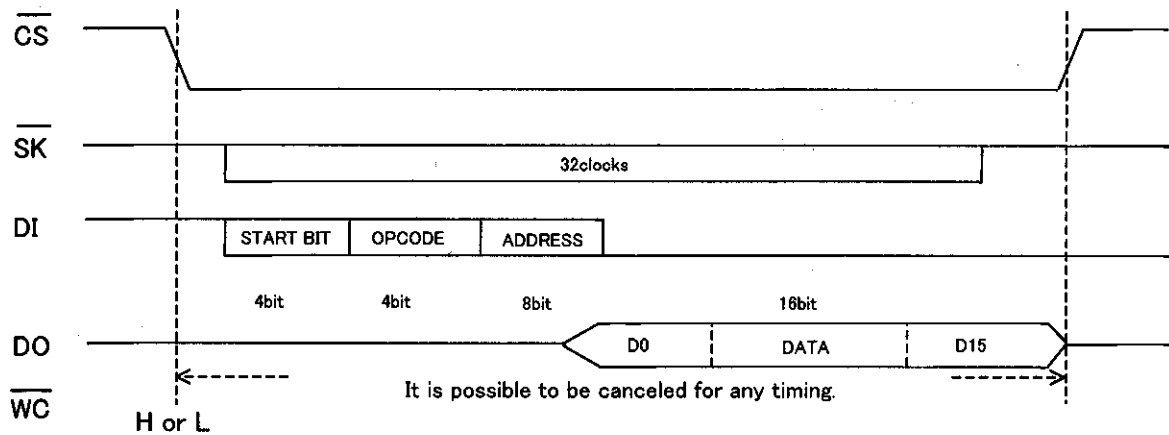 CS
SK
32clocks
DI
START BIT OPCODE ADDRESS
4bit 4bit 8bit 16bit
DO
D0 DATA D15
It is possible to be canceled for any timing.
WC
H or L